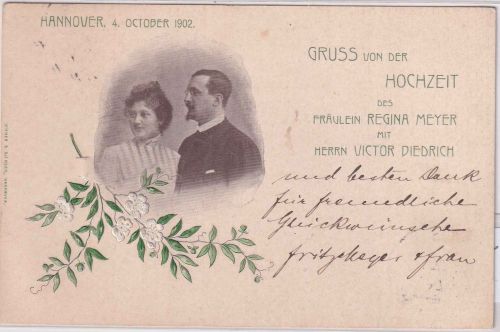 HANNOVER, 4. OCTOBER 1902.
GRUSS VON DER
HOCHZEIT
DES
FRÄULEIN REGINA MEYER
MIT
HERRN VICTOR DIEDRICH
und besten Dank
für freundliche
Glückwünsche
Fritz Meyer & frau